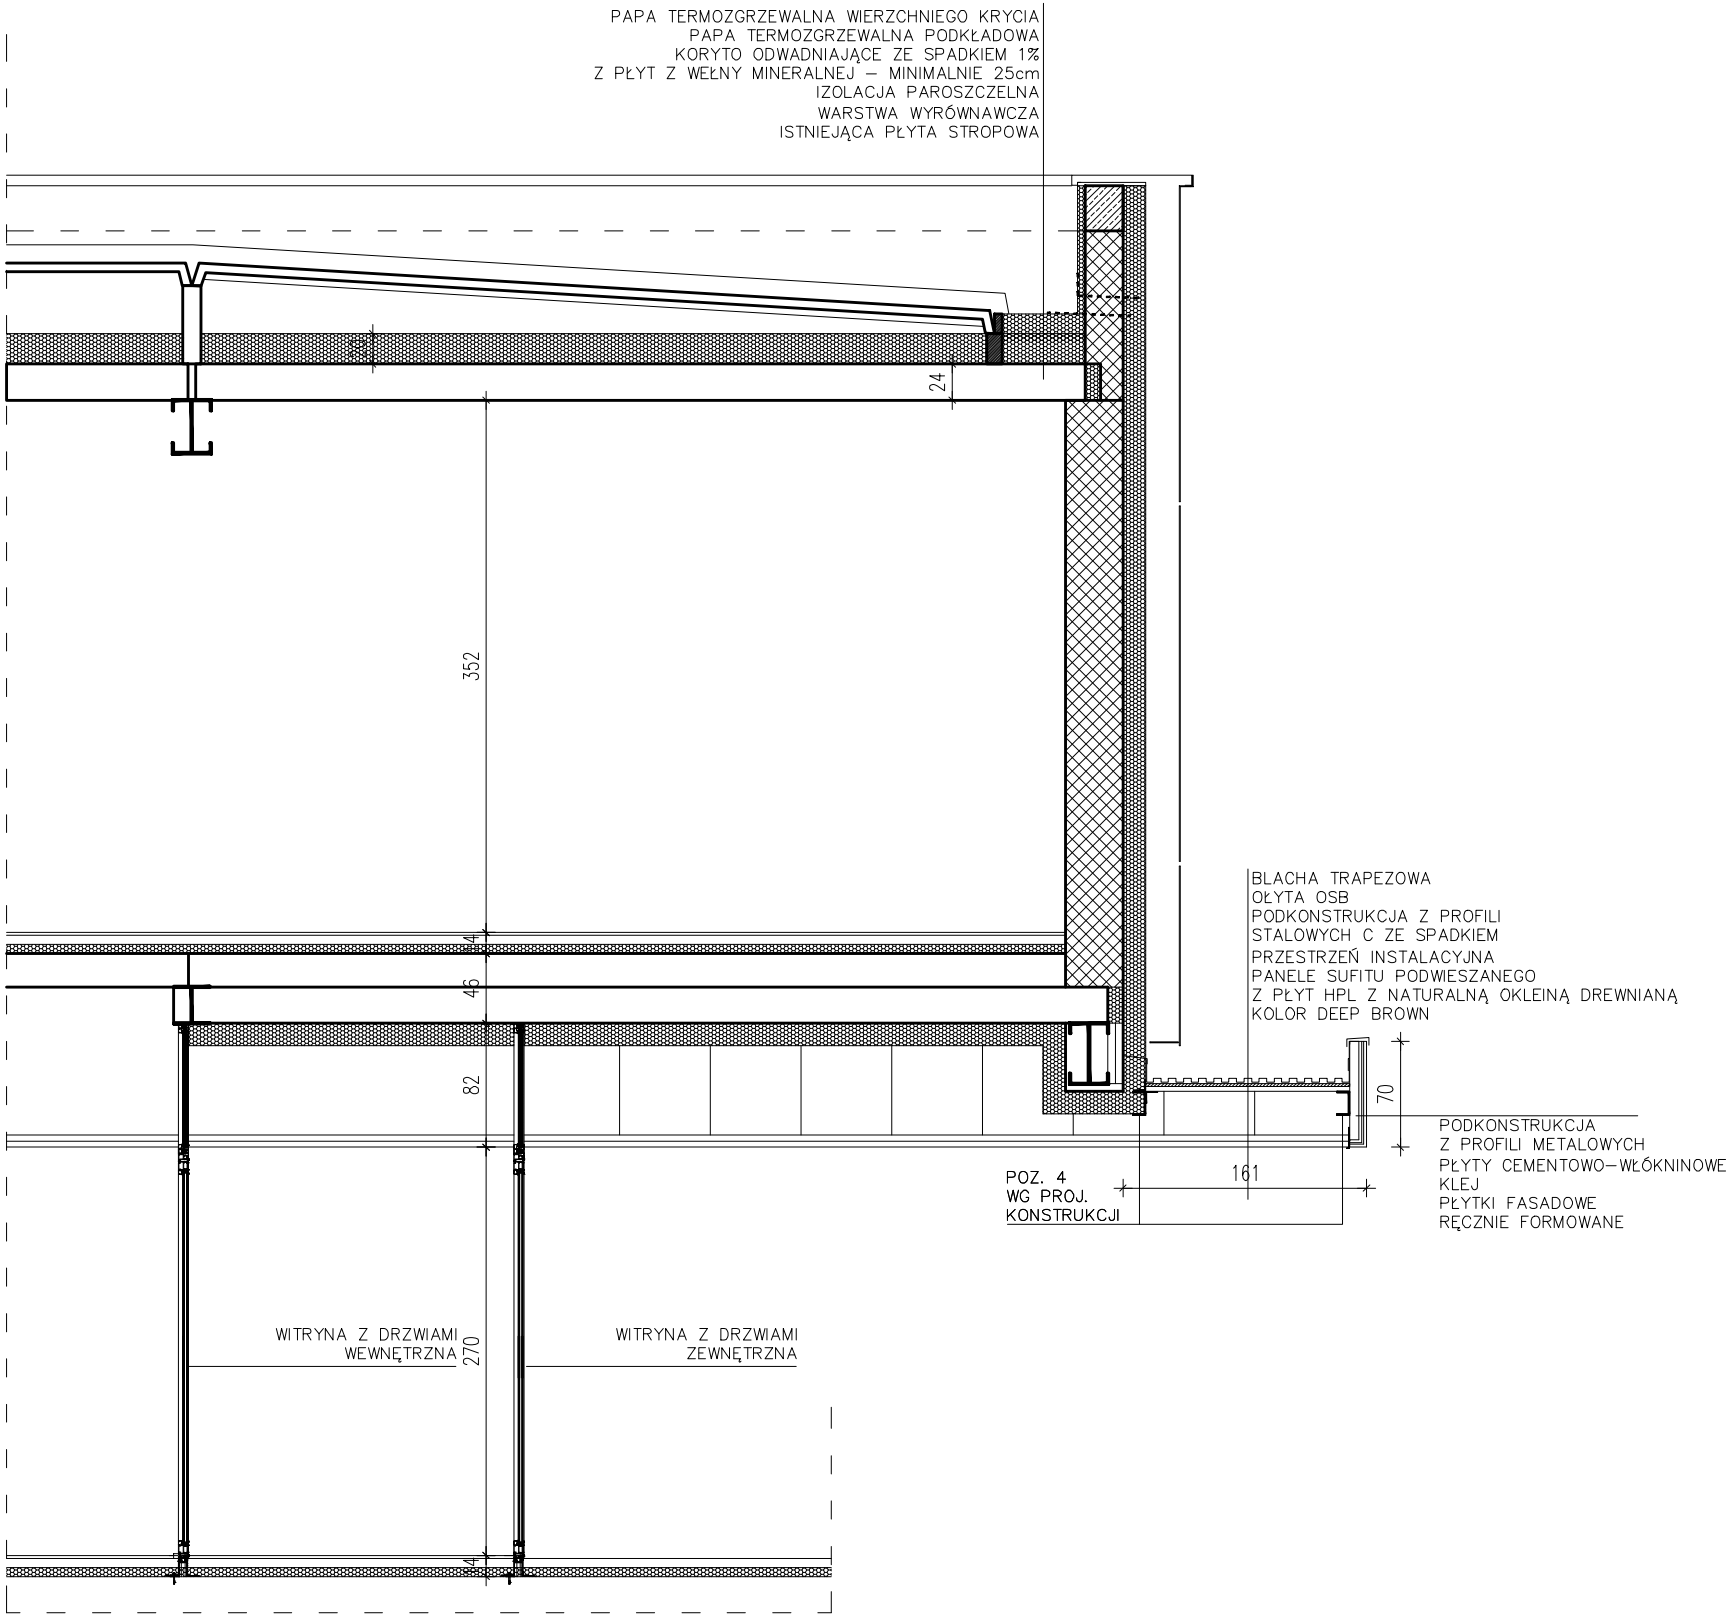 PAPA TERMOZGRZEWALNA WIERZCHNIEGO KRYCIA
PAPA TERMOZGRZEWALNA PODKŁADOWA
KORYTO ODWADNIAJĄCE ZE SPADKIEM 1%
Z PŁYT Z WEŁNY MINERALNEJ – MINIMALNIE 25cm
IZOLACJA PAROSZCZELNA
WARSTWA WYRÓWNAWCZA
ISTNIEJĄCA PŁYTA STROPOWA
20
24
352
BLACHA TRAPEZOWA
OŁYTA OSB
PODKONSTRUKCJA Z PROFILI
STALOWYCH C ZE SPADKIEM
PRZESTRZEŃ INSTALACYJNA
PANELE SUFITU PODWIESZANEGO
Z PŁYT HPL Z NATURALNĄ OKLEINĄ DREWNIANĄ
KOLOR DEEP BROWN
14
46
82
70
PODKONSTRUKCJA
Z PROFILI METALOWYCH
PŁYTY CEMENTOWO–WŁÓKNINOWE
KLEJ
PŁYTKI FASADOWE
RĘCZNIE FORMOWANE
POZ. 4
WG PROJ.
KONSTRUKCJI
161
WITRYNA Z DRZWIAMI
WEWNĘTRZNA
270
WITRYNA Z DRZWIAMI
ZEWNĘTRZNA
14